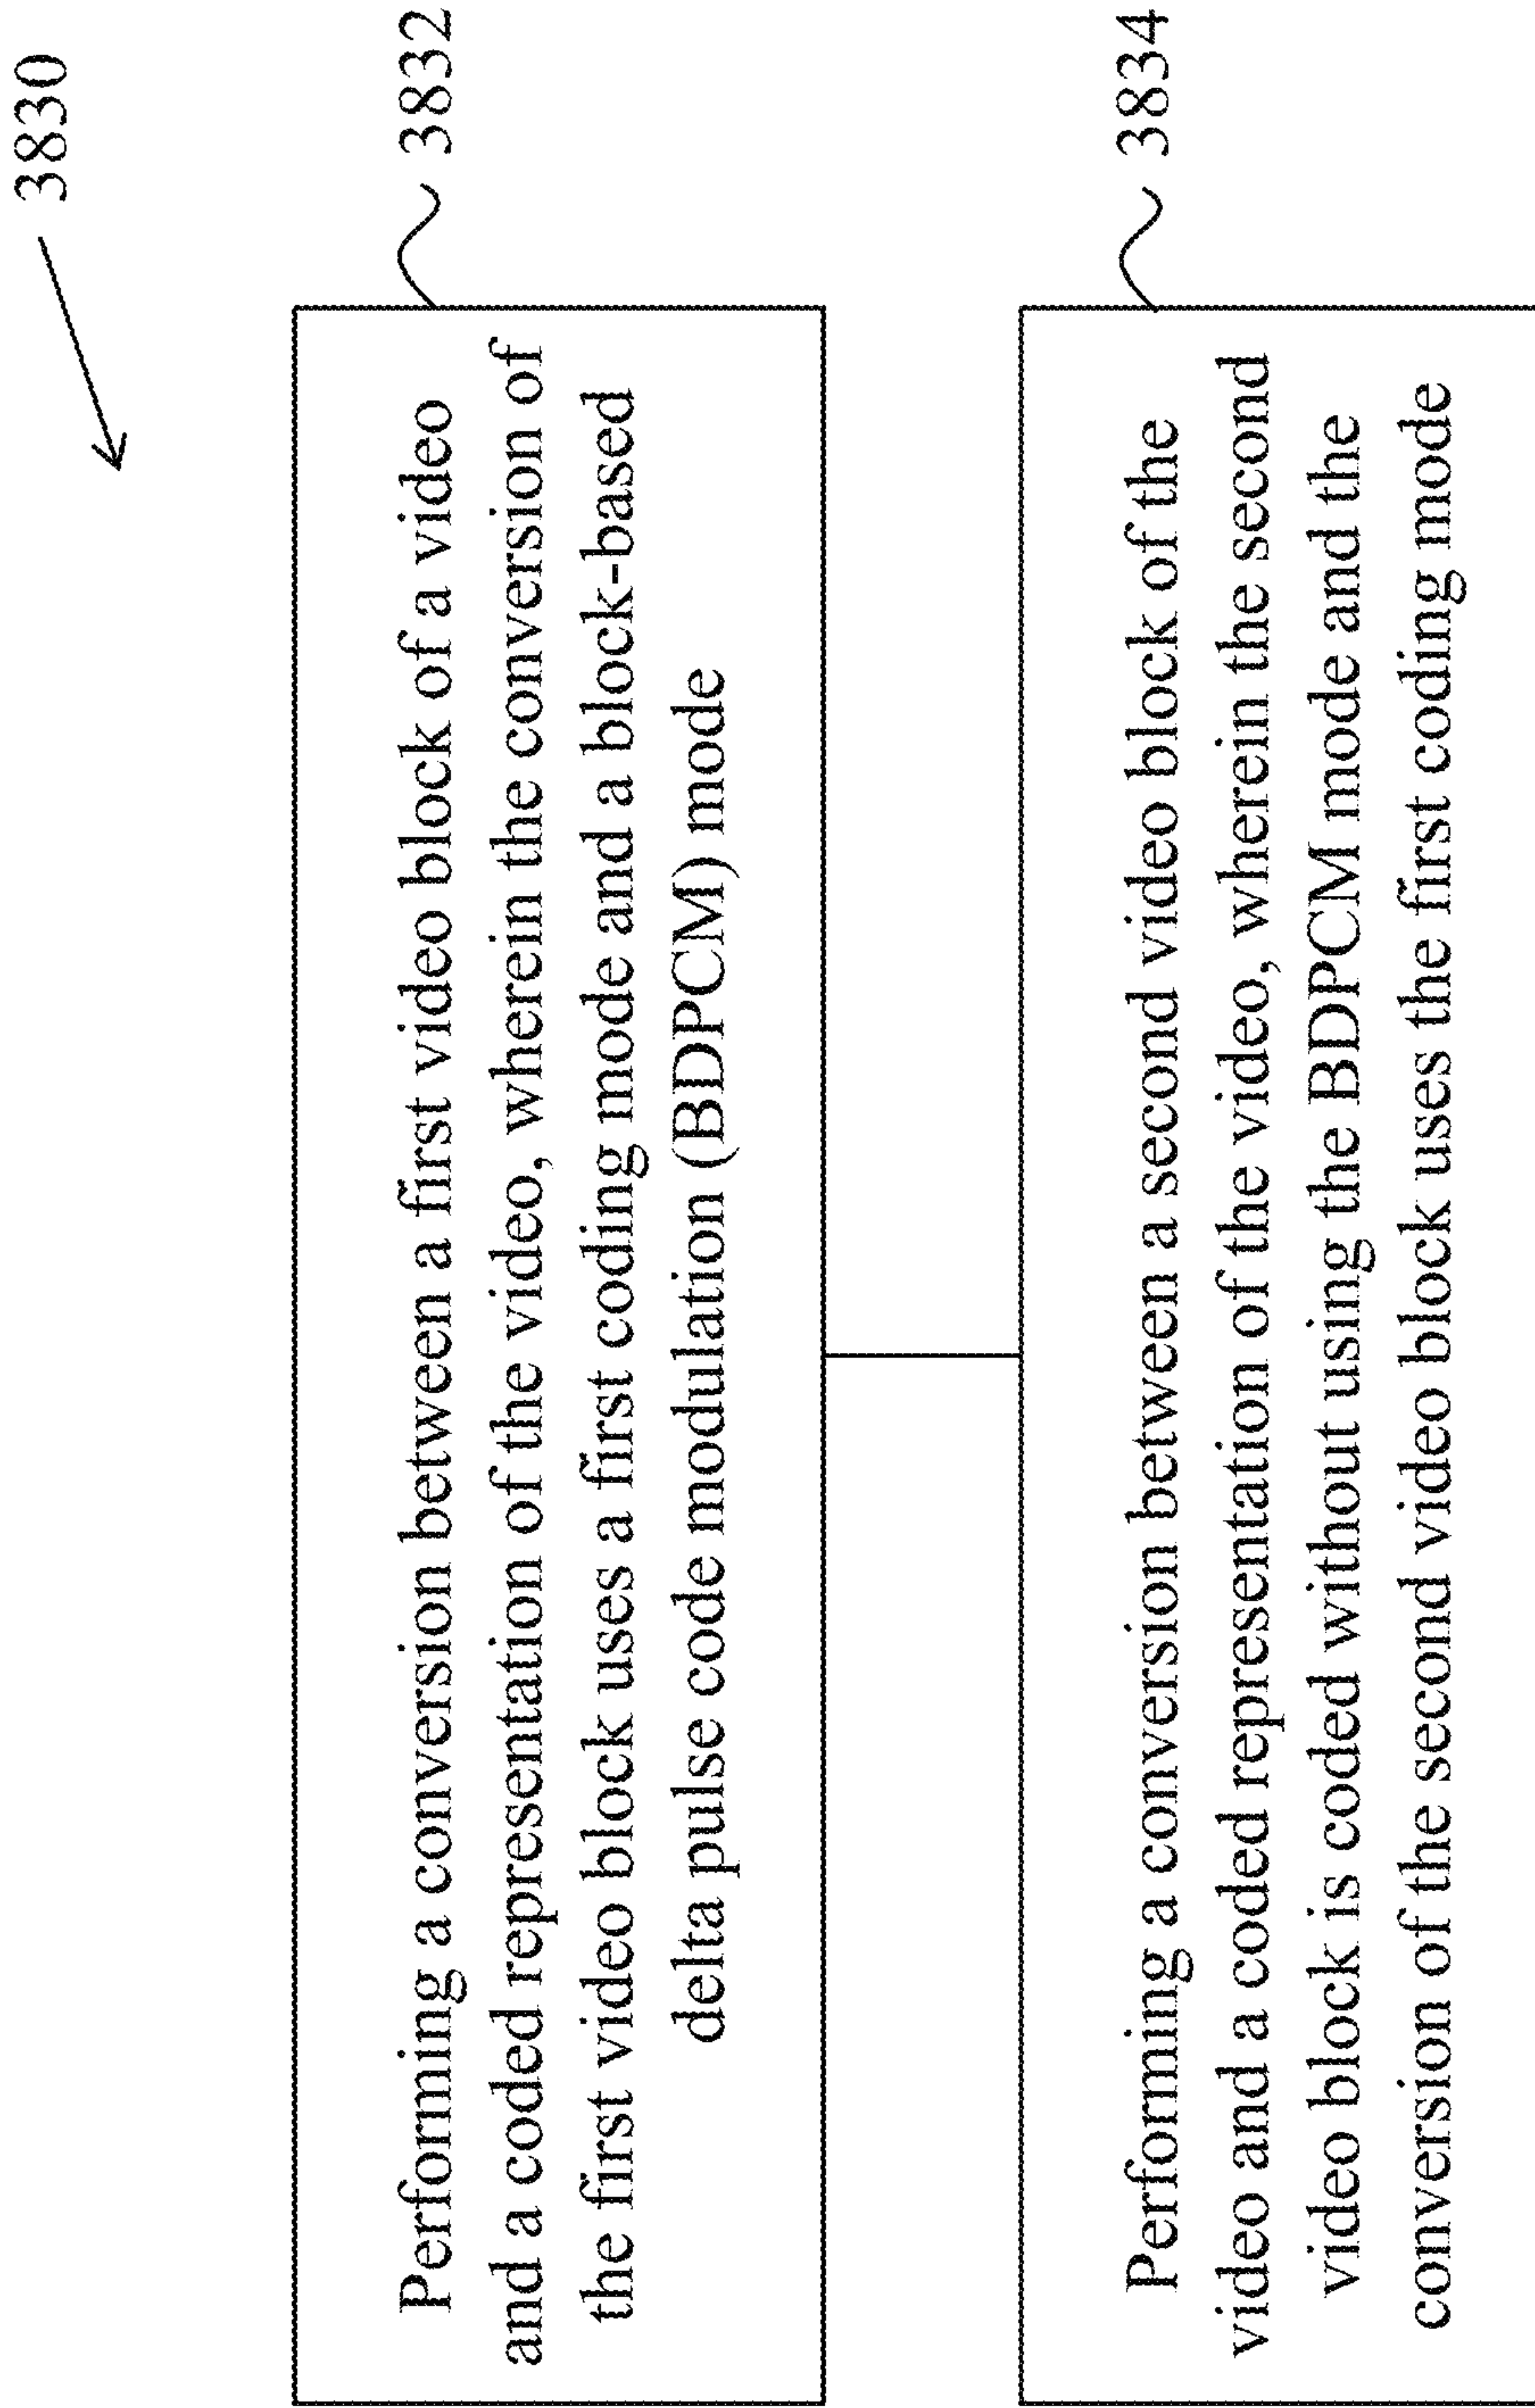 3830
Performing a conversion between a first video block of a video
and a coded representation of the video, wherein the conversion of
the first video block uses a first coding mode and a block-based
delta pulse code modulation (BDPCM) mode
3832
Performing a conversion between a second video block of the
video and a coded representation of the video, wherein the second
video block is coded without using the BDPCM mode and the
conversion of the second video block uses the first coding mode
3834